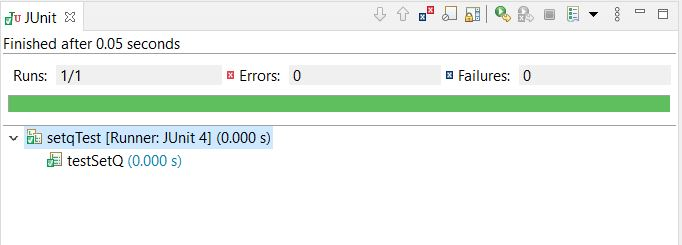 JUnit
Finished after 0.05 seconds
Runs: 1/1 Errors: 0 Failures: 0
setqTest [Runner: JUnit 4] (0.000 s)
testSetQ (0.000 s)